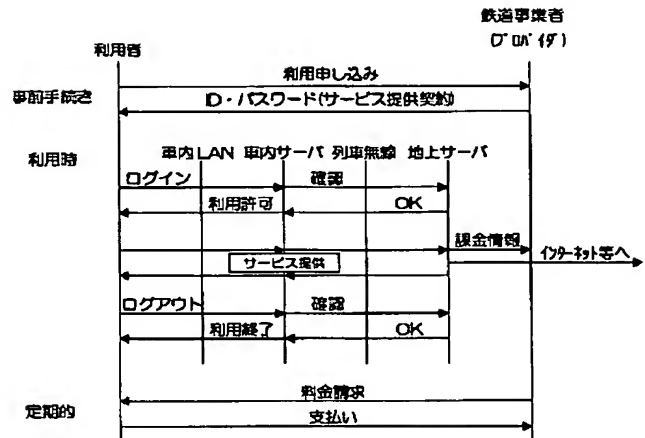 鉄道事業者
(プロバイダ)
利用者
利用申し込み
事前手続き
ID・パスワード(サービス提供契約)
利用時
車内LAN 車内サーバ 列車無線 地上サーバ
ログイン 確認
利用許可 OK
課金情報
インターネット等へ
サービス提供
ログアウト 確認
利用終了 OK
料金請求
定期的
支払い